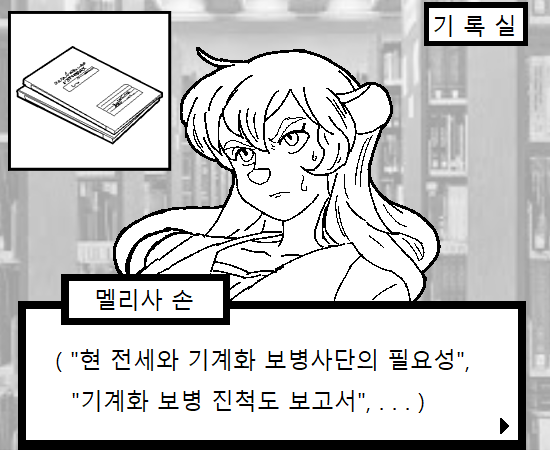 기 록 실
멜리사 손
( "현 전세와 기계화 보병사단의 필요성",
"기계화 보병 진척도 보고서", . . . )